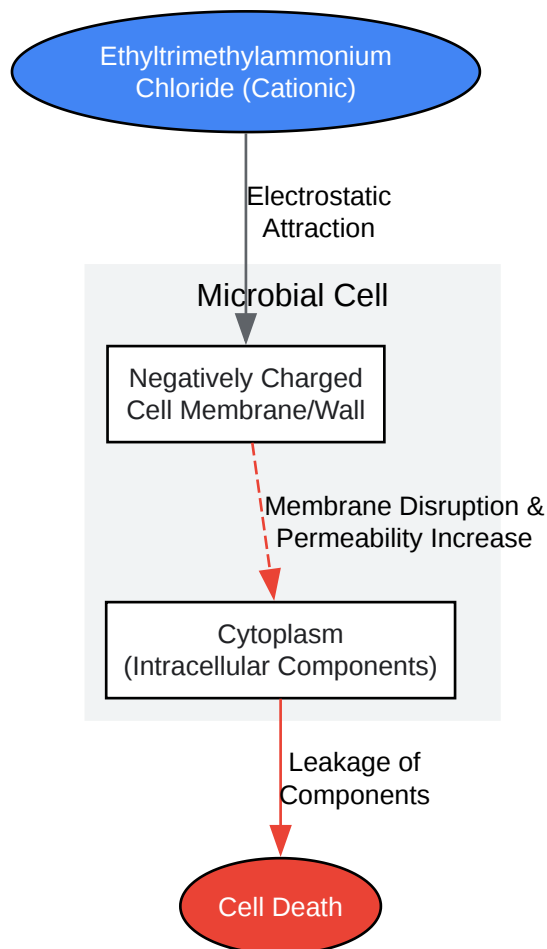 Ethyltrimethylammonium
Chloride (Cationic)
Electrostatic
Attraction
Microbial Cell
Negatively Charged
Cell Membrane/Wall
Membrane Disruption &
Permeability Increase
Cytoplasm
(Intracellular Components)
Leakage of
Components
Cell Death